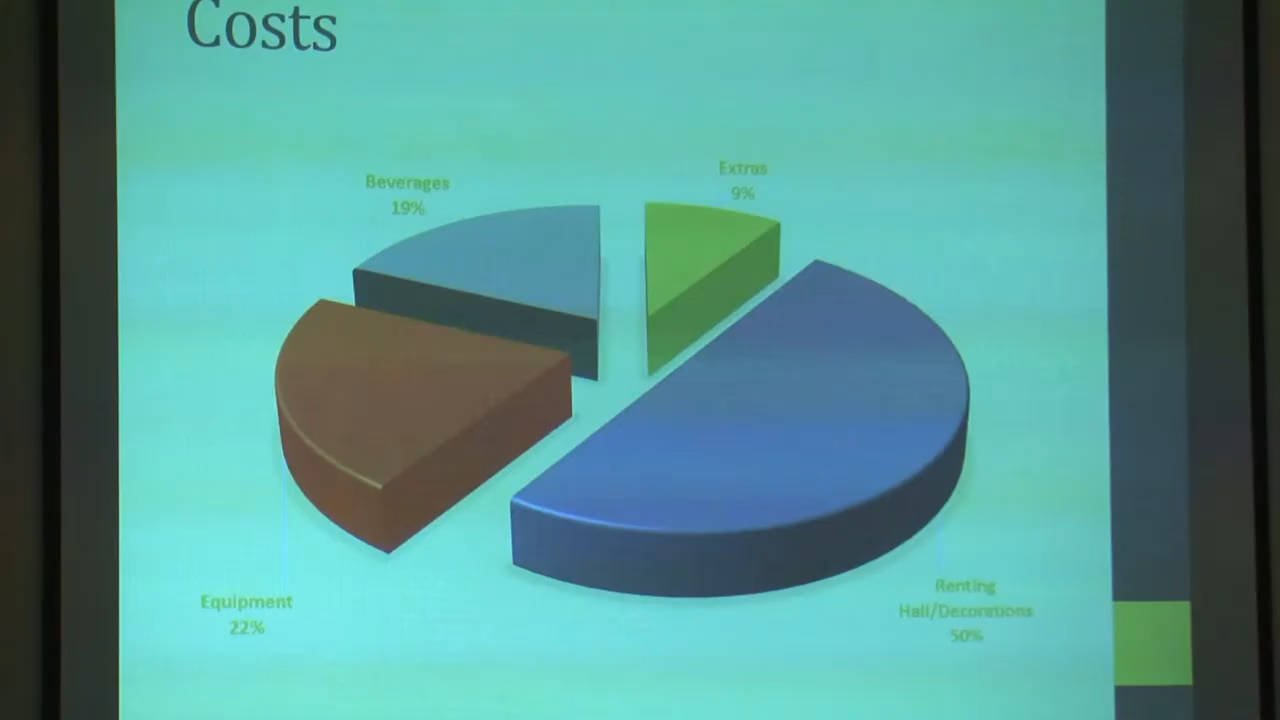 Costs
Beverages
19%
Extras
9%
Equipment
22%
Renting
Hall/Decorations
50%